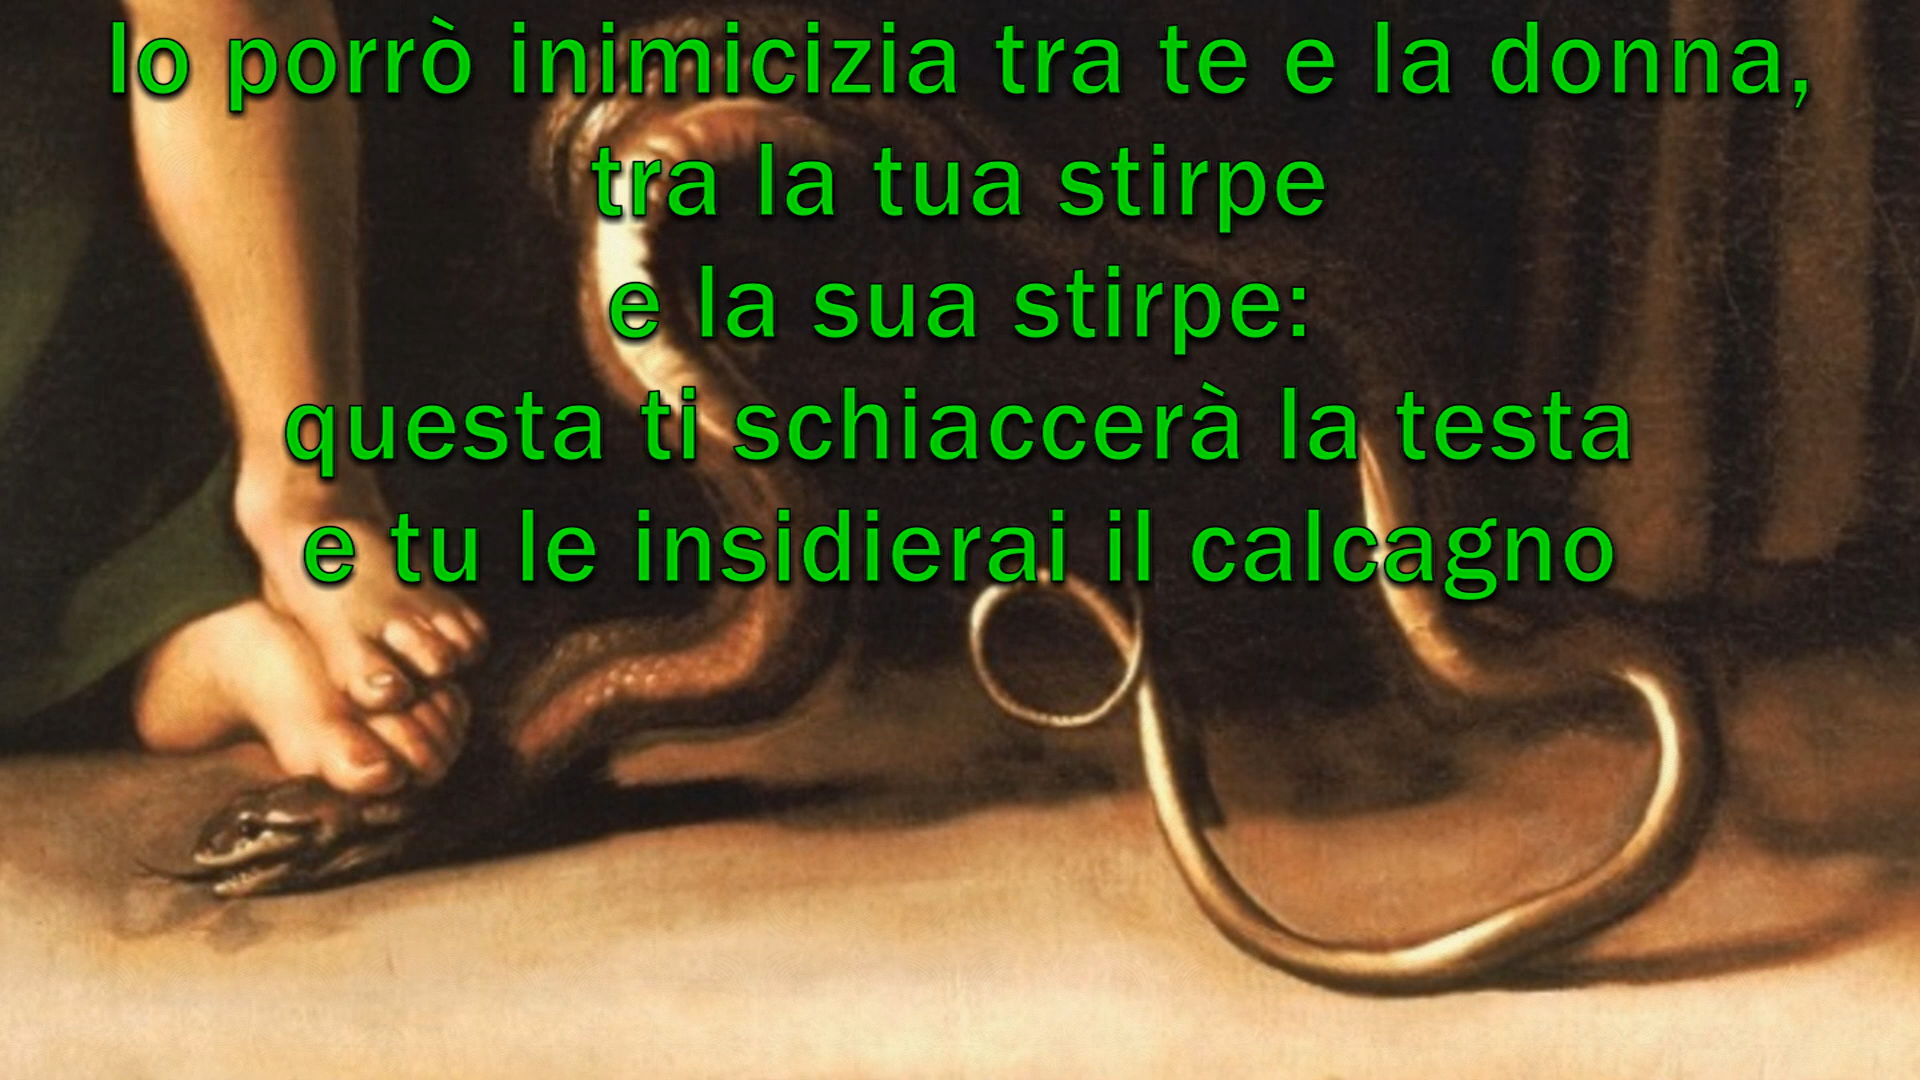 Io porrò inimicizia tra te e la donna,
tra la tua stirpe
e la sua stirpe:
questa ti schiaccerà la testa
e tu le insidierai il calcagno